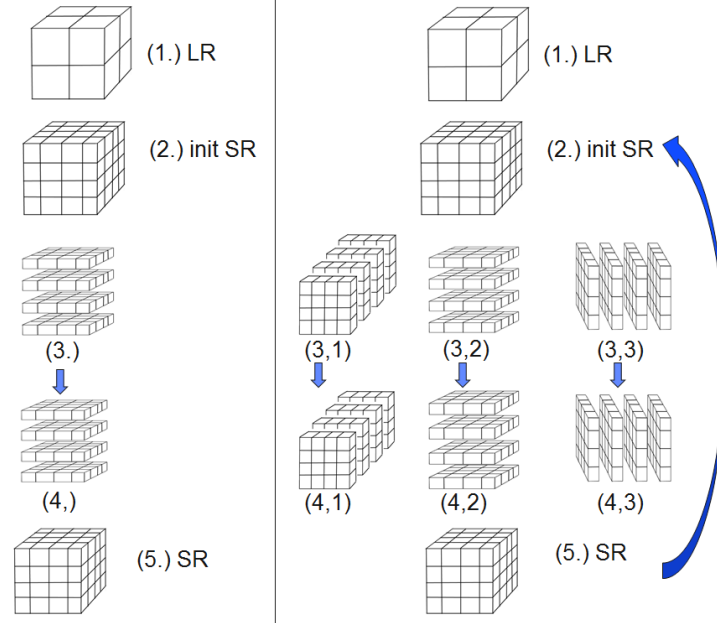 (1.) LR
(2.) init SR
(3.)
(4,)
(5.) SR
(1.) LR
(2.) init SR
(3,1) (3,2) (3,3)
(4,1) (4,2) (4,3)
(5.) SR